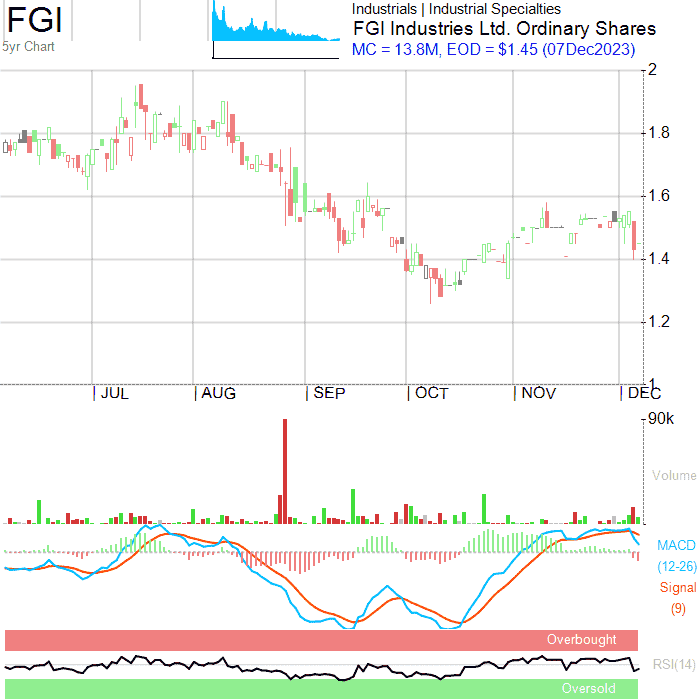 FGI
5yr Chart
Industrials | Industrial Specialties
FGI Industries Ltd. Ordinary Shares
MC = 13.8M, EOD = $1.45 (07Dec2023)
2
1.8
1.6
1.4
1.2
1
JUL
AUG
SEP
OCT
NOV
DEC
90k
Volume
MACD
(12-26)
Signal
(9)
Overbought
RSI(14)
Oversold